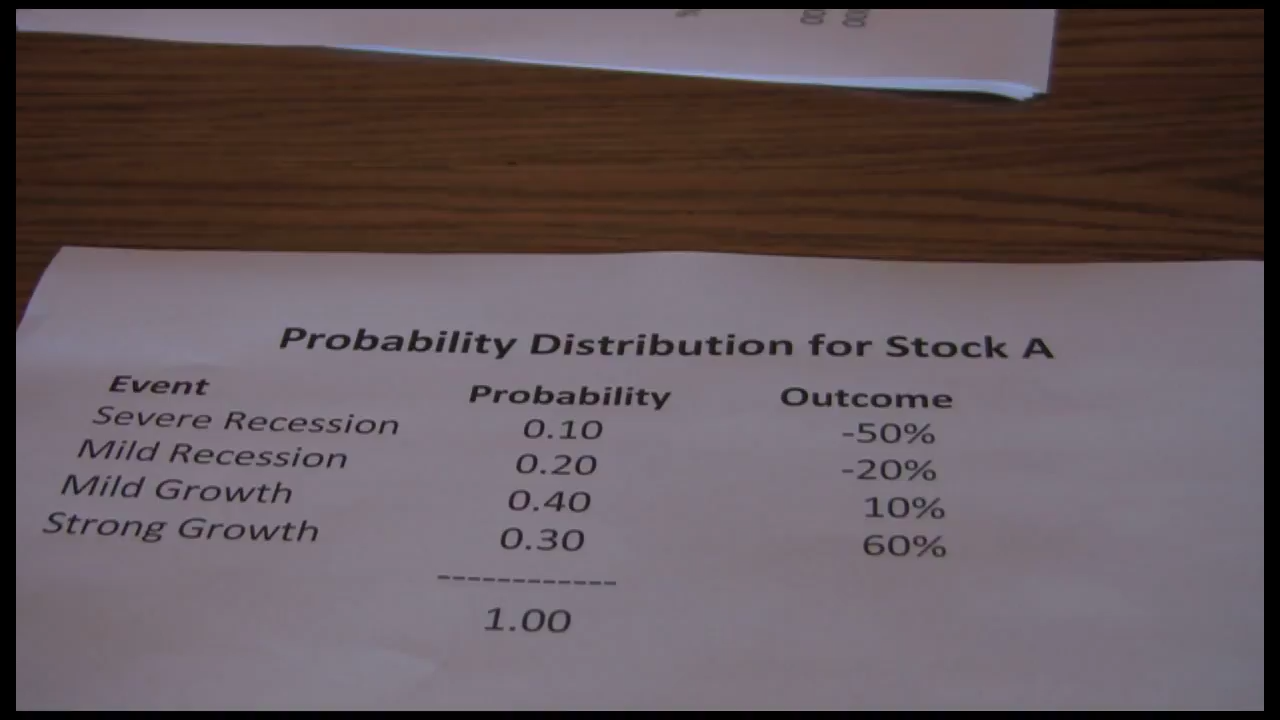 Probability Distribution for Stock A
Event Probability Outcome
Severe Recession 0.10 -50%
Mild Recession 0.20 -20%
Mild Growth 0.40 10%
Strong Growth 0.30 60%
------------
1.00